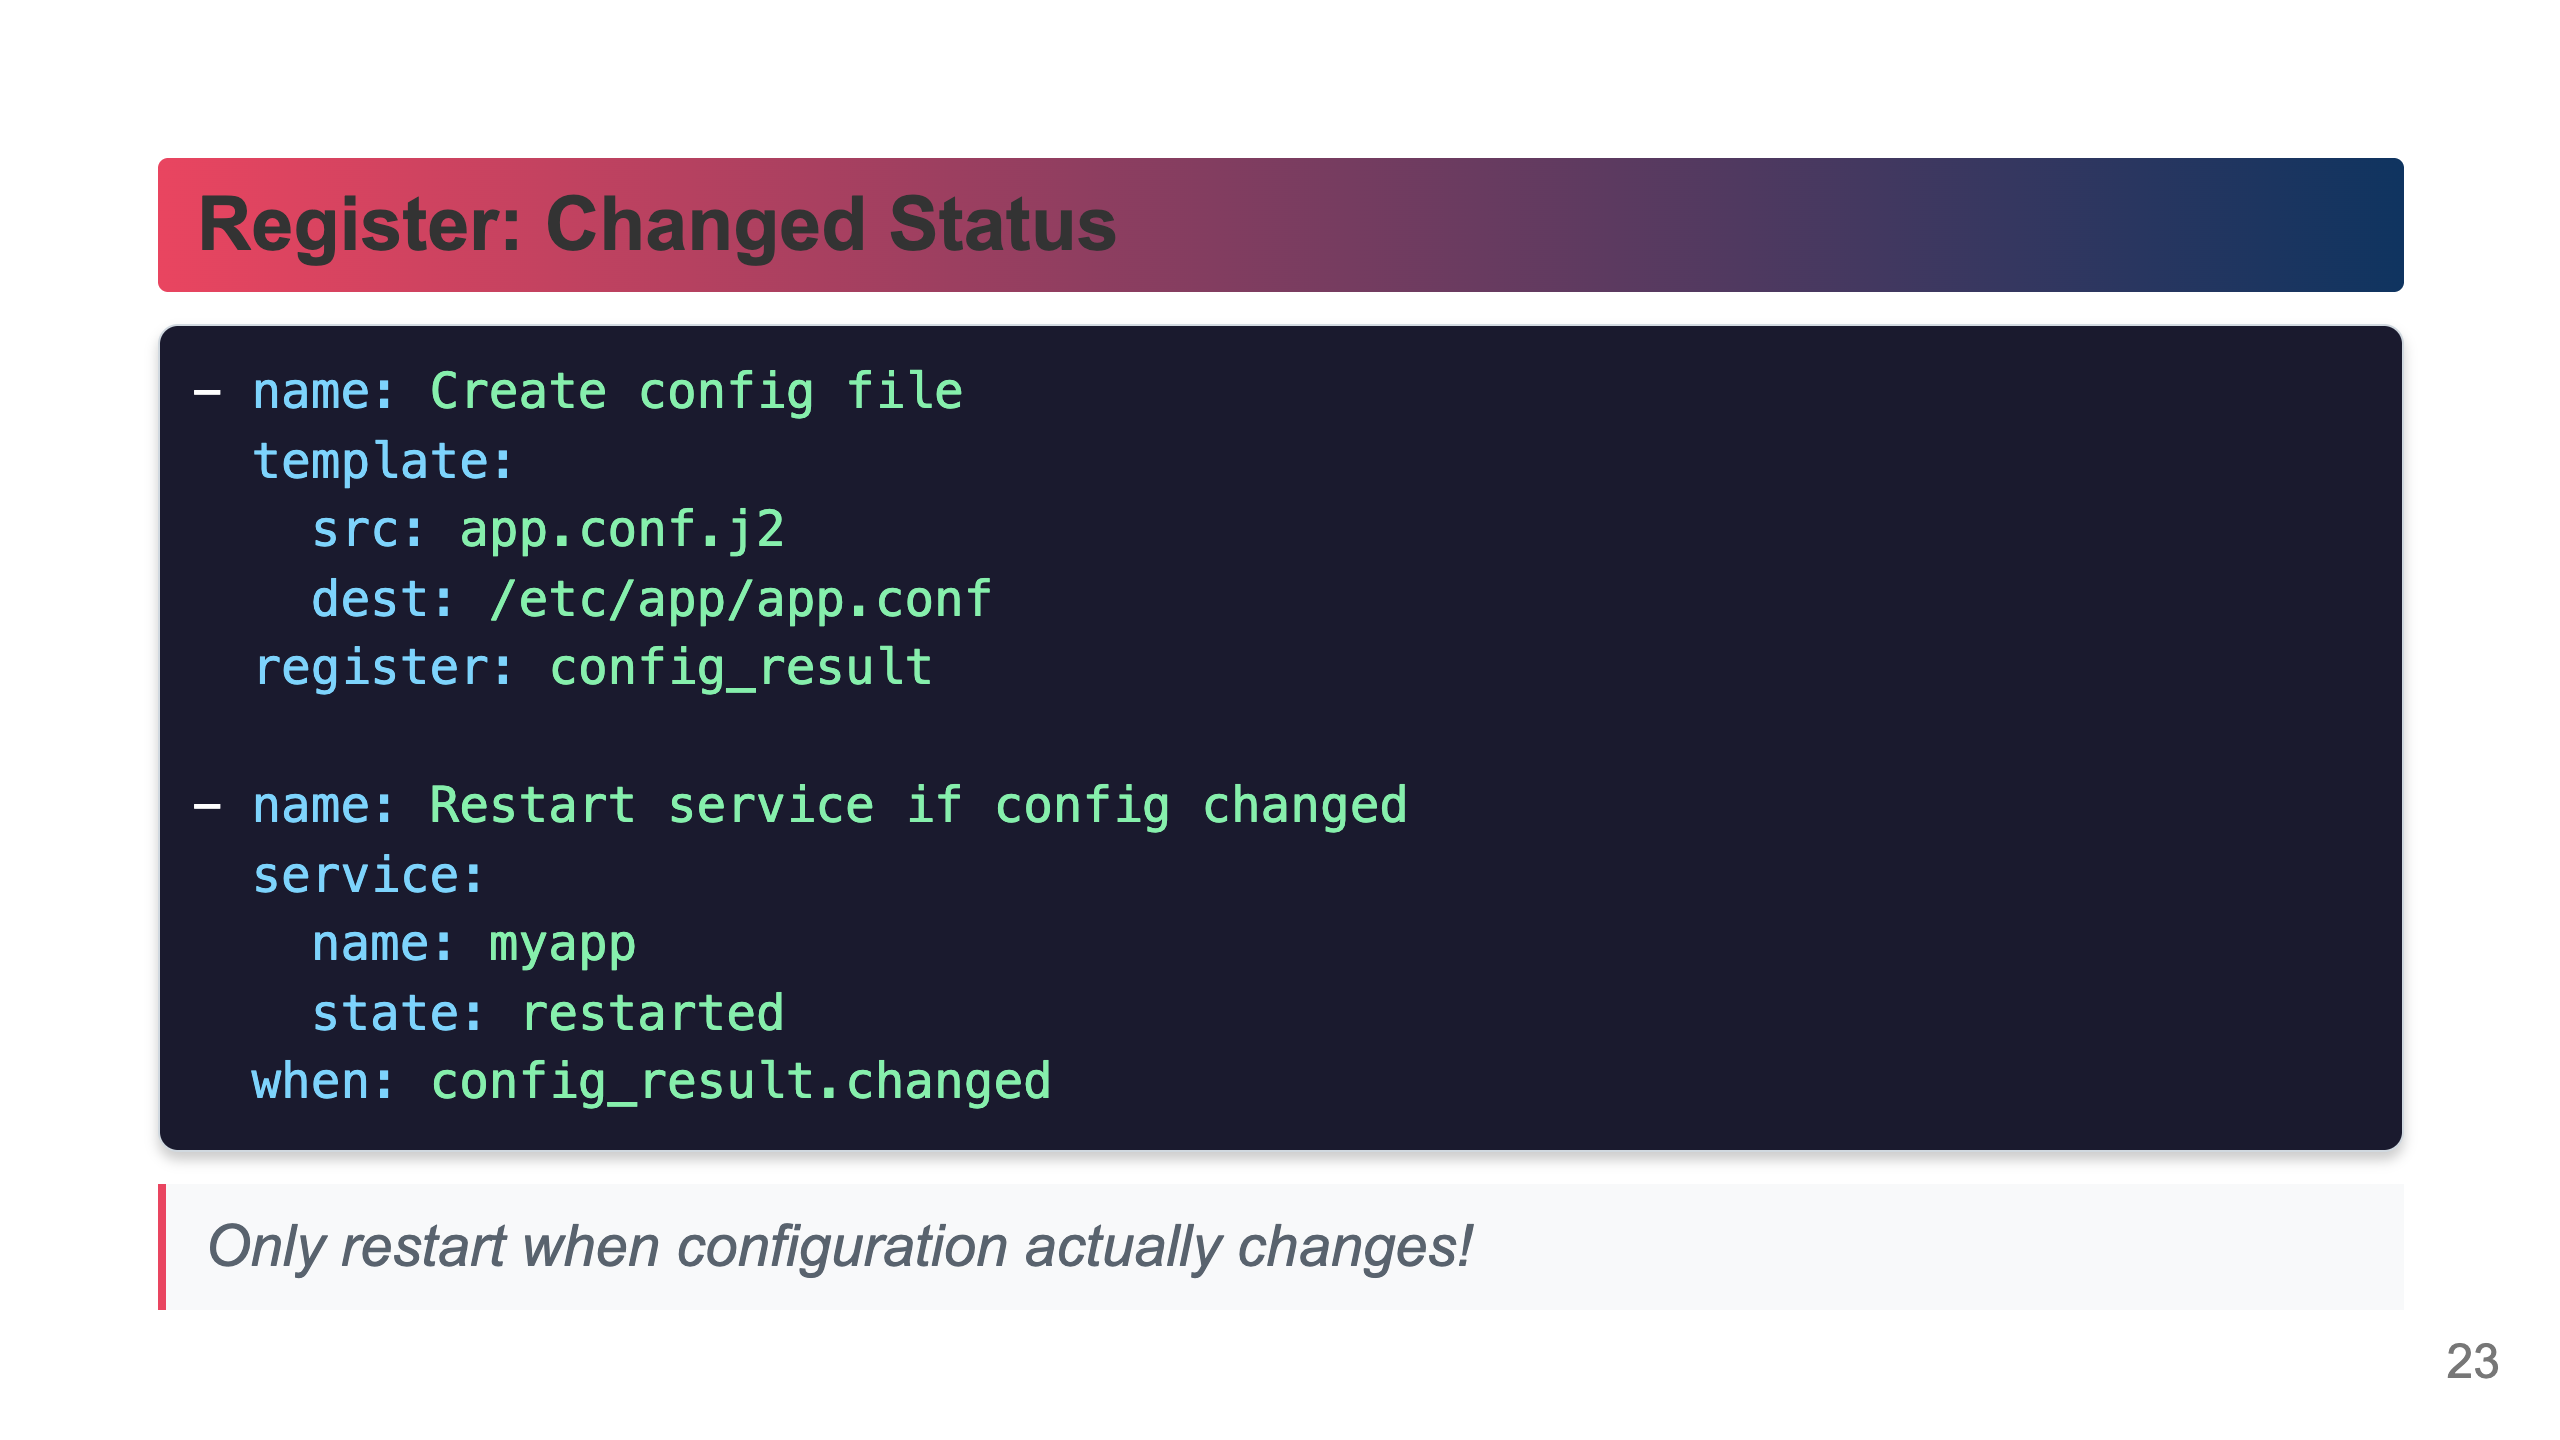 Register: Changed Status
- name: Create config file
  template:
    src: app.conf.j2
    dest: /etc/app/app.conf
  register: config_result

- name: Restart service if config changed
  service:
    name: myapp
    state: restarted
  when: config_result.changed
Only restart when configuration actually changes!
23